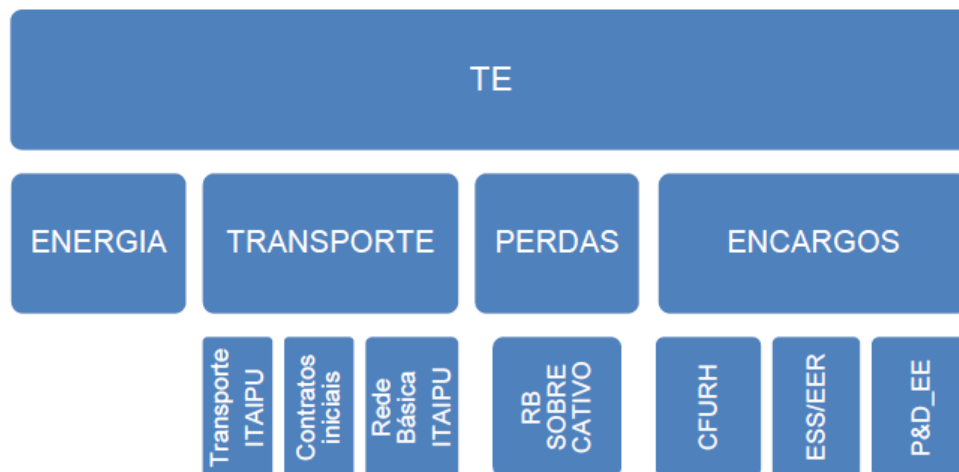 TE
ENERGIA
TRANSPORTE
PERDAS
ENCARGOS
Transporte
ITAIPU
Contratos
iniciais
Rede
Básica
ITAIPU
RB
SOBRE
CATIVO
CFURH
ESS/EER
P&D_EE